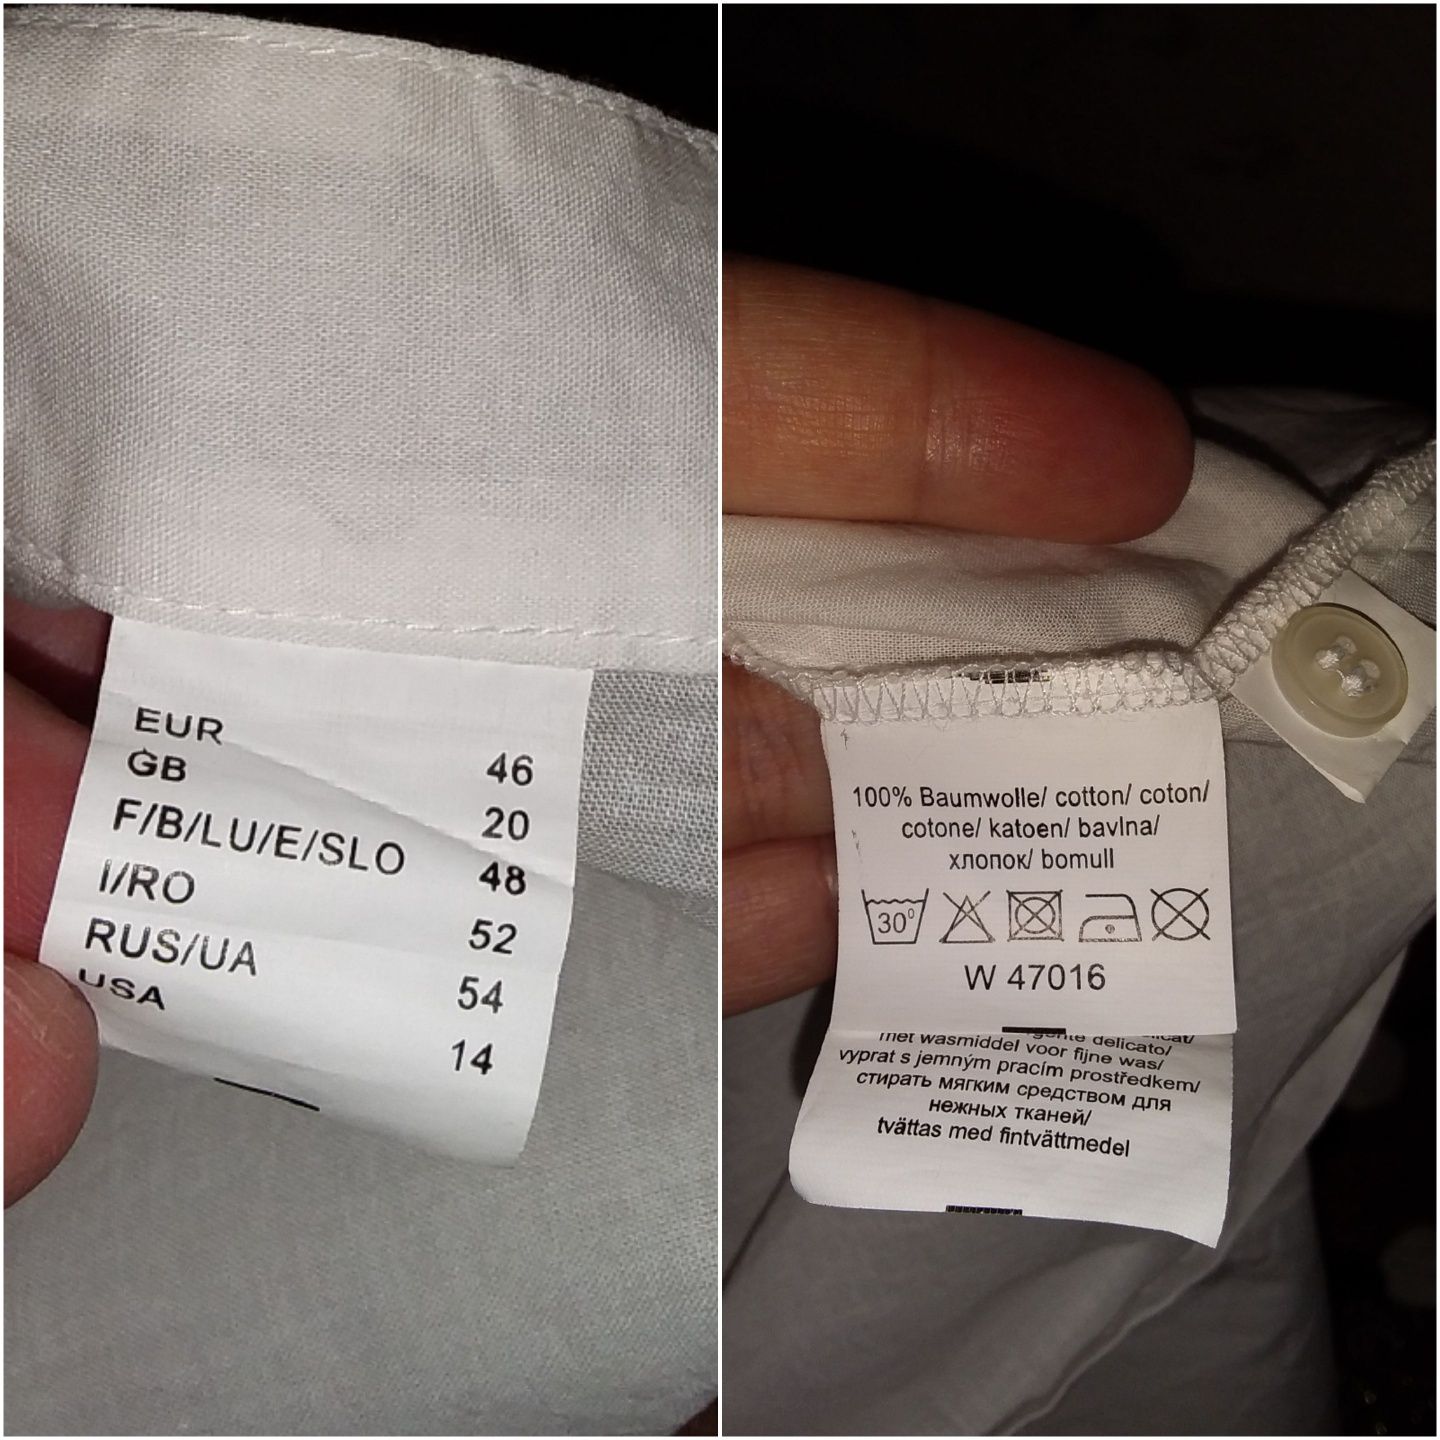 EUR 46
GB 20
F/B/LU/E/SLO 48
I/RO 52
RUS/UA 54
USA 14
100% Baumwolle/ cotton/ coton/
cotone/ katoen/ bavlna/
хлопок/ bomull
30°
W 47016
delicato/
met wasmiddel voor fijne was/
vyprat s jemným pracím prostředkem/
стирать мягким средством для
нежных тканей/
tvättas med fintvättmedel